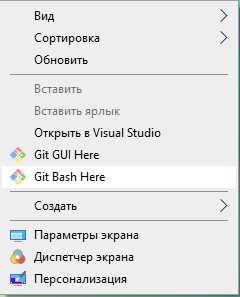 Вид
Сортировка
Обновить
Вставить
Вставить ярлык
Открыть в Visual Studio
Git GUI Here
Git Bash Here
Создать
Параметры экрана
Диспетчер экрана
Персонализация